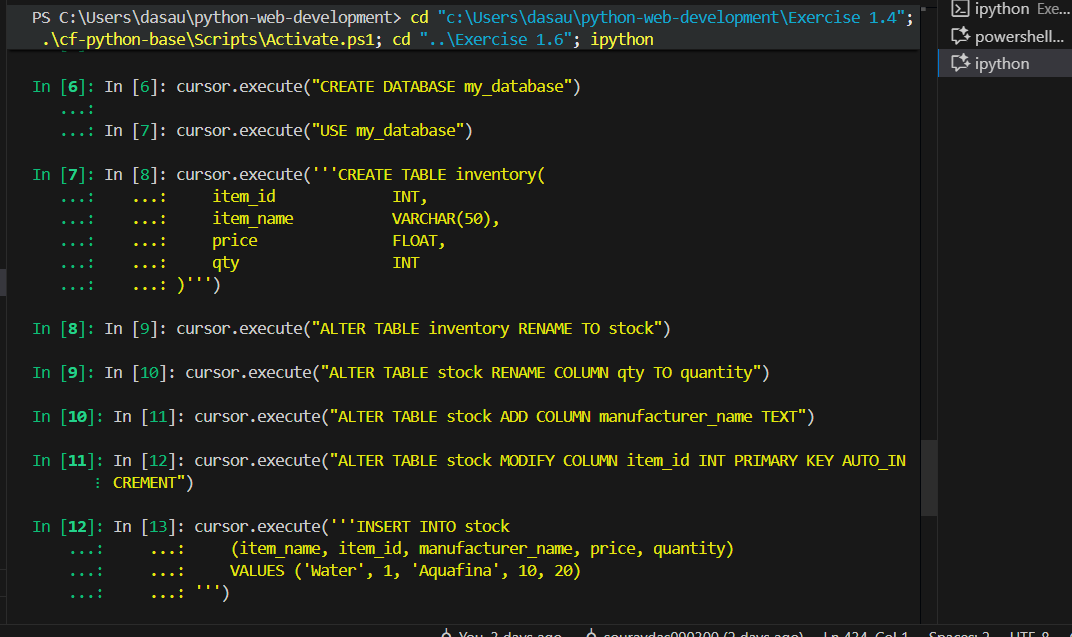 PS C:\Users\dasau\python-web-development> cd "c:\Users\dasau\python-web-development\Exercise 1.4";
.\cf-python-base\Scripts\Activate.ps1; cd "..\Exercise 1.6"; ipython
In [6]: In [6]: cursor.execute("CREATE DATABASE my_database")
...:
...: In [7]: cursor.execute("USE my_database")
In [7]: In [8]: cursor.execute('''CREATE TABLE inventory(
...: ...: item_id INT,
...: ...: item_name VARCHAR(50),
...: ...: price FLOAT,
...: ...: qty INT
...: ...: )''')
In [8]: In [9]: cursor.execute("ALTER TABLE inventory RENAME TO stock")
In [9]: In [10]: cursor.execute("ALTER TABLE stock RENAME COLUMN qty TO quantity")
In [10]: In [11]: cursor.execute("ALTER TABLE stock ADD COLUMN manufacturer_name TEXT")
In [11]: In [12]: cursor.execute("ALTER TABLE stock MODIFY COLUMN item_id INT PRIMARY KEY AUTO_IN
⋮ CREMENT")
In [12]: In [13]: cursor.execute('''INSERT INTO stock
...: ...: (item_name, item_id, manufacturer_name, price, quantity)
...: ...: VALUES ('Water', 1, 'Aquafina', 10, 20)
...: ...: ''')
ipython Exe...
powershell...
ipython
You, 3 days ago
souravdas090300 (2 days ago)
Ln 434, Col 1
Spaces: 2
UTF-8